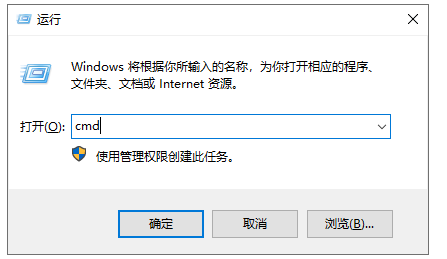 运行
Windows 将根据你所输入的名称，为你打开相应的程序、
文件夹、文档或 Internet 资源。
打开(O): cmd
使用管理权限创建此任务。
确定 取消 浏览(B)...